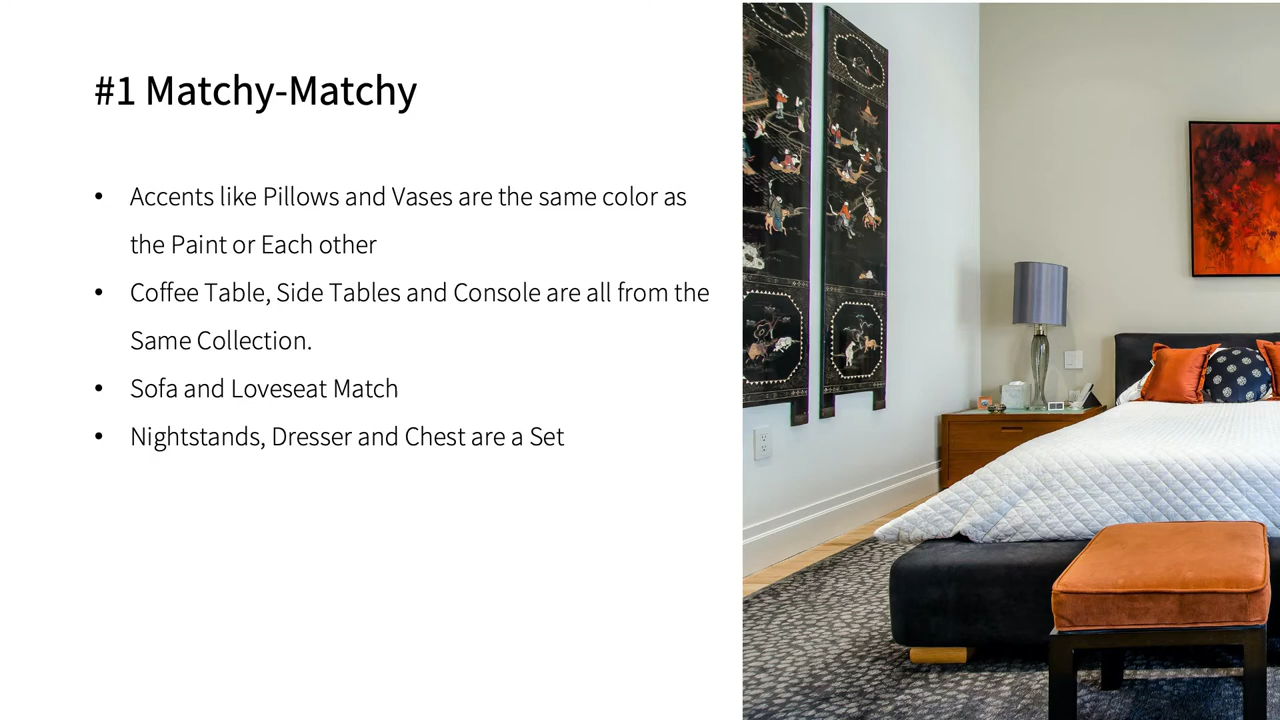 #1 Matchy-Matchy
• Accents like Pillows and Vases are the same color as
the Paint or Each other
• Coffee Table, Side Tables and Console are all from the
Same Collection.
• Sofa and Loveseat Match
• Nightstands, Dresser and Chest are a Set